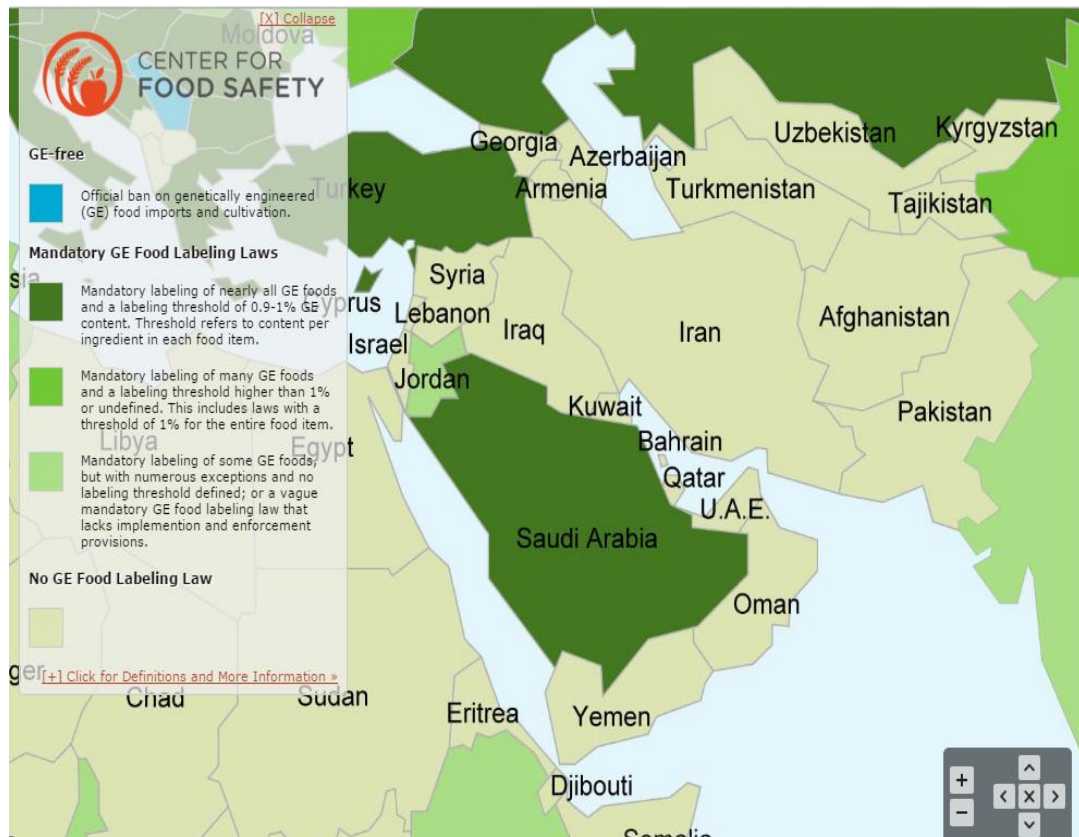 [X] Collapse
Moldova
CENTER FOR
FOOD SAFETY
GE-free
Official ban on genetically engineered
(GE) food imports and cultivation.
Mandatory GE Food Labeling Laws
Mandatory labeling of nearly all GE foods
and a labeling threshold of 0.9-1% GE
content. Threshold refers to content per
ingredient in each food item.
Mandatory labeling of many GE foods
and a labeling threshold higher than 1%
or undefined. This includes laws with a
threshold of 1% for the entire food item.
Mandatory labeling of some GE foods,
but with numerous exceptions and no
labeling threshold defined; or a vague
mandatory GE food labeling law that
lacks implemention and enforcement
provisions.
No GE Food Labeling Law
[+] Click for Definitions and More Information »
Georgia
Azerbaijan
Uzbekistan
Kyrgyzstan
Turkey
Armenia
Turkmenistan
Tajikistan
sia
Cyprus
Syria
Lebanon
Iraq
Iran
Afghanistan
Israel
Jordan
Kuwait
Pakistan
Libya
Egypt
Bahrain
Qatar
U.A.E.
Saudi Arabia
Oman
ger
Chad
Sudan
Eritrea
Yemen
Djibouti
Somalia
+
−
X